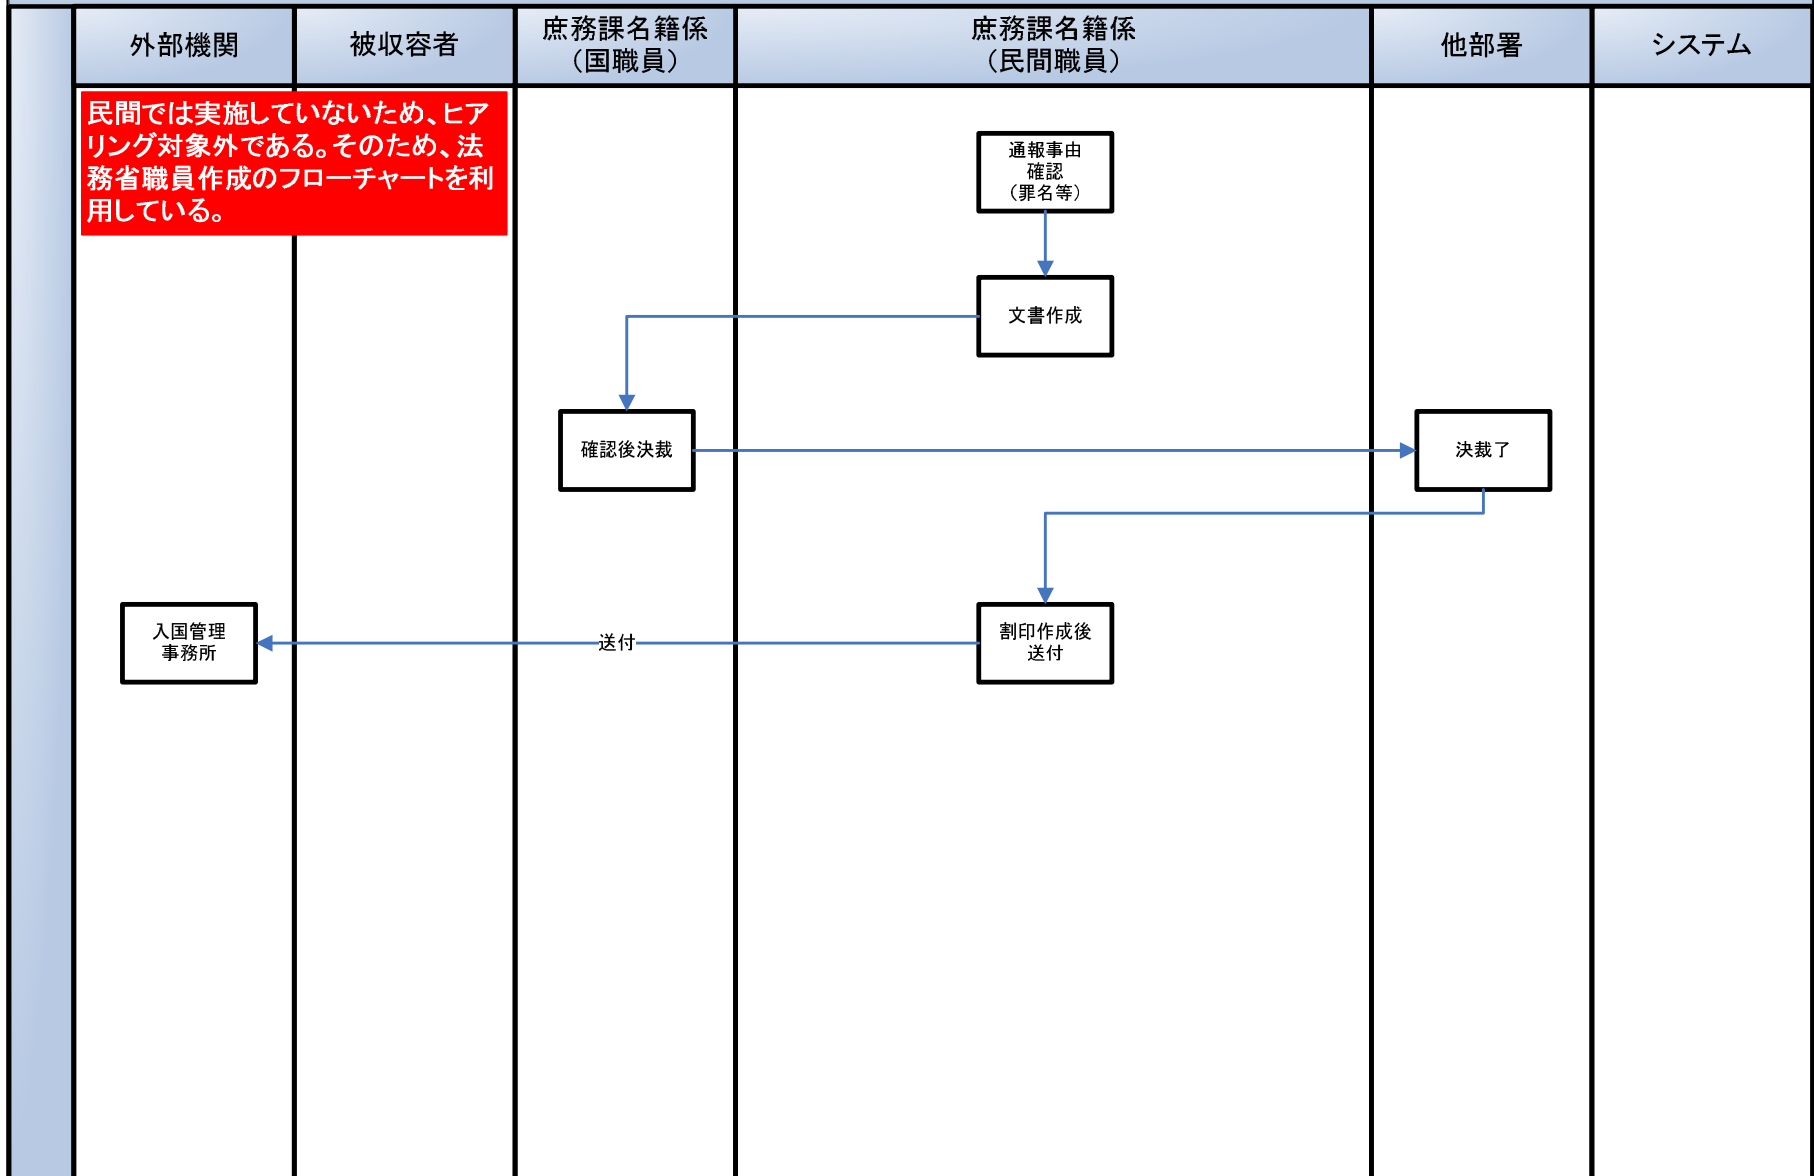 外部機関
被収容者
庶務課名籍係
（国職員）
庶務課名籍係
（民間職員）
他部署
システム
民間では実施していないため、ヒア
リング対象外である。そのため、法
務省職員作成のフローチャートを利
用している。
通報事由
確認
（罪名等）
文書作成
確認後決裁
決裁了
入国管理
事務所
送付
割印作成後
送付